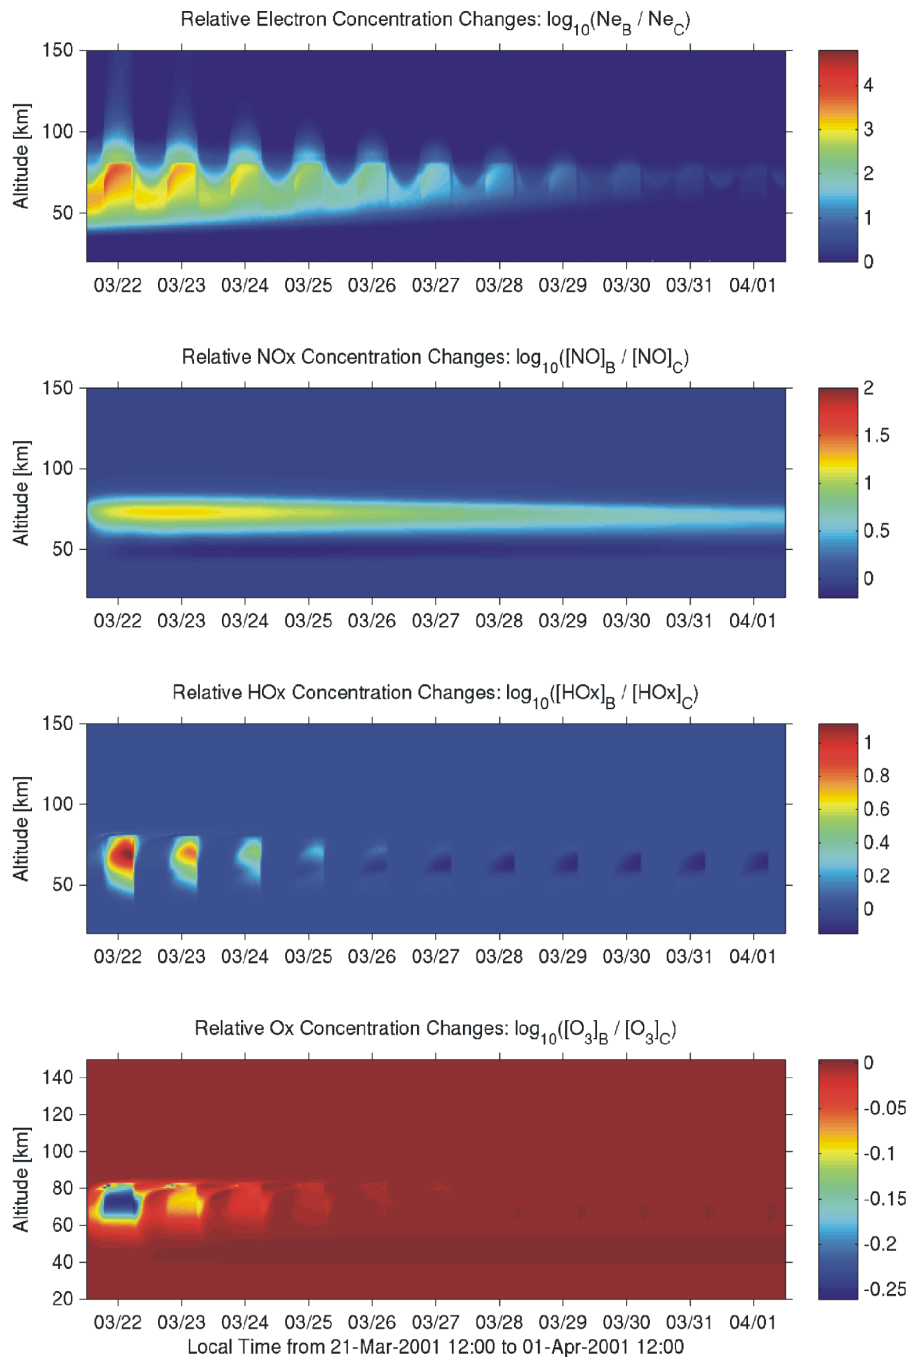 Relative Electron Concentration Changes: log10(NeB / NeC)
150
100
50
Altitude [km]
03/22 03/23 03/24 03/25 03/26 03/27 03/28 03/29 03/30 03/31 04/01
4
3
2
1
0
Relative NOx Concentration Changes: log10([NO]B / [NO]C)
150
100
50
Altitude [km]
03/22 03/23 03/24 03/25 03/26 03/27 03/28 03/29 03/30 03/31 04/01
2
1.5
1
0.5
0
Relative HOx Concentration Changes: log10([HOx]B / [HOx]C)
150
100
50
Altitude [km]
03/22 03/23 03/24 03/25 03/26 03/27 03/28 03/29 03/30 03/31 04/01
1
0.8
0.6
0.4
0.2
0
Relative Ox Concentration Changes: log10([O3]B / [O3]C)
140
120
100
80
60
40
20
Altitude [km]
03/22 03/23 03/24 03/25 03/26 03/27 03/28 03/29 03/30 03/31 04/01
Local Time from 21-Mar-2001 12:00 to 01-Apr-2001 12:00
0
-0.05
-0.1
-0.15
-0.2
-0.25